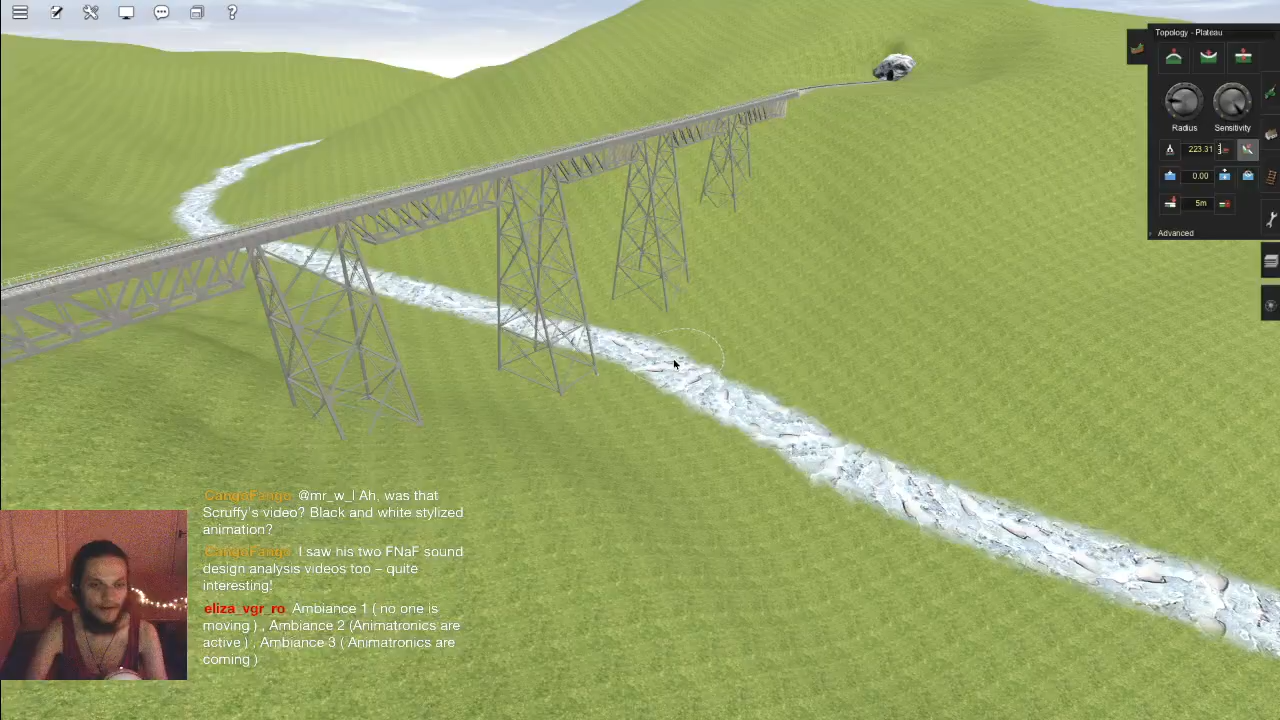 ?
Topology - Plateau
Radius
Sensitivity
223.31
0.00
5m
Advanced
CangoFango @mr_w_l Ah, was that
Scruffy's video? Black and white stylized
animation?
CangoFango I saw his two FNaF sound
design analysis videos too – quite
interesting!
eliza_vgr_ro Ambiance 1 ( no one is
moving ) , Ambiance 2 (Animatronics are
active ) , Ambiance 3 ( Animatronics are
coming )